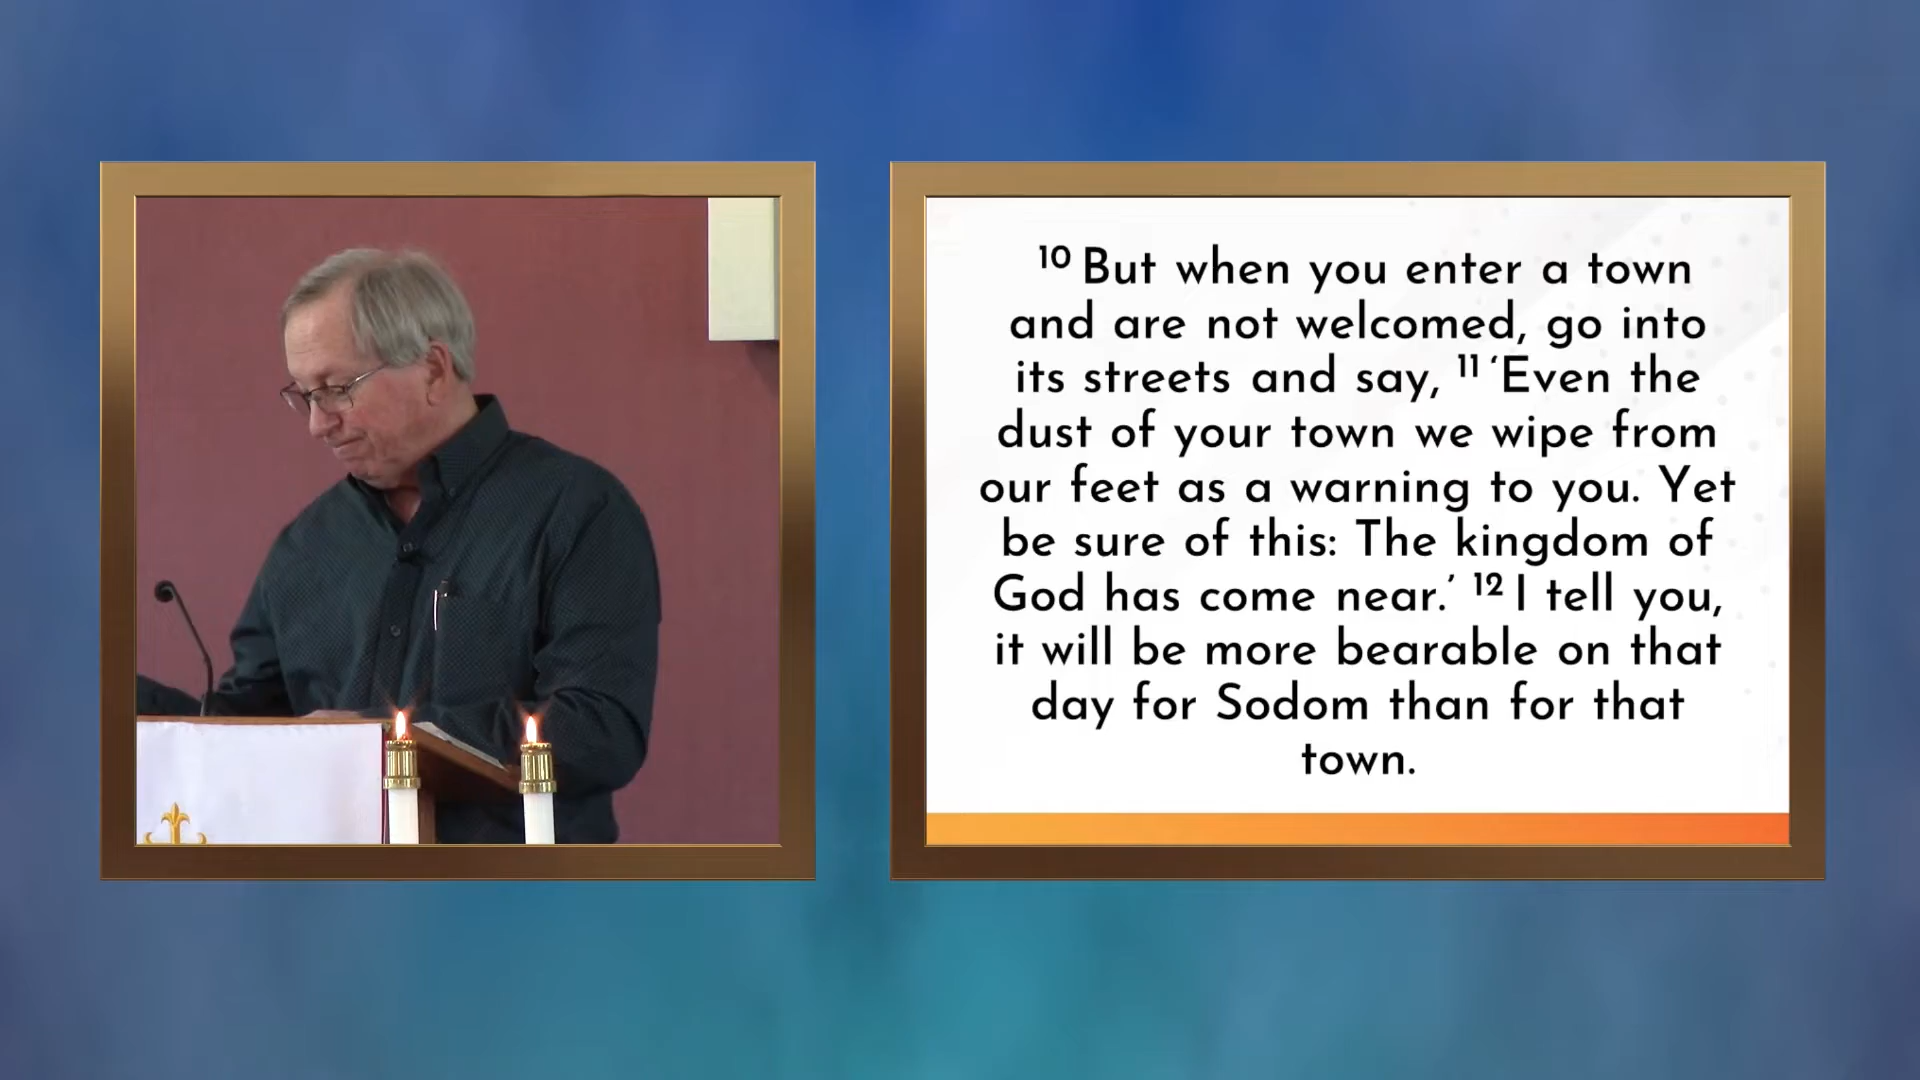 ¹⁰ But when you enter a town
and are not welcomed, go into
its streets and say, ¹¹ ‘Even the
dust of your town we wipe from
our feet as a warning to you. Yet
be sure of this: The kingdom of
God has come near.’ ¹² I tell you,
it will be more bearable on that
day for Sodom than for that
town.